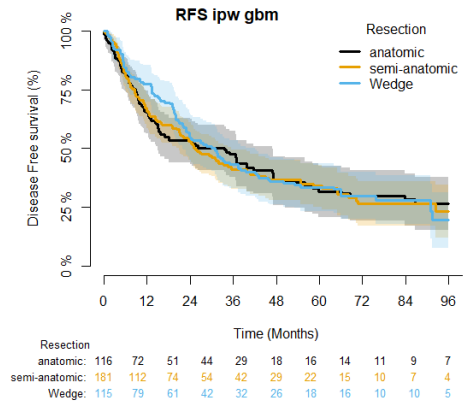 RFS ipw gbm
Resection
anatomic
semi-anatomic
Wedge
Disease Free survival (%)
100 %
75 %
50 %
25 %
0 %
0 12 24 36 48 60 72 84 96
Time (Months)
Resection
anatomic: 116 72 51 44 29 18 16 14 11 9 7
semi-anatomic: 181 112 74 54 42 29 22 15 10 7 4
Wedge: 115 79 61 42 32 26 18 16 10 10 5